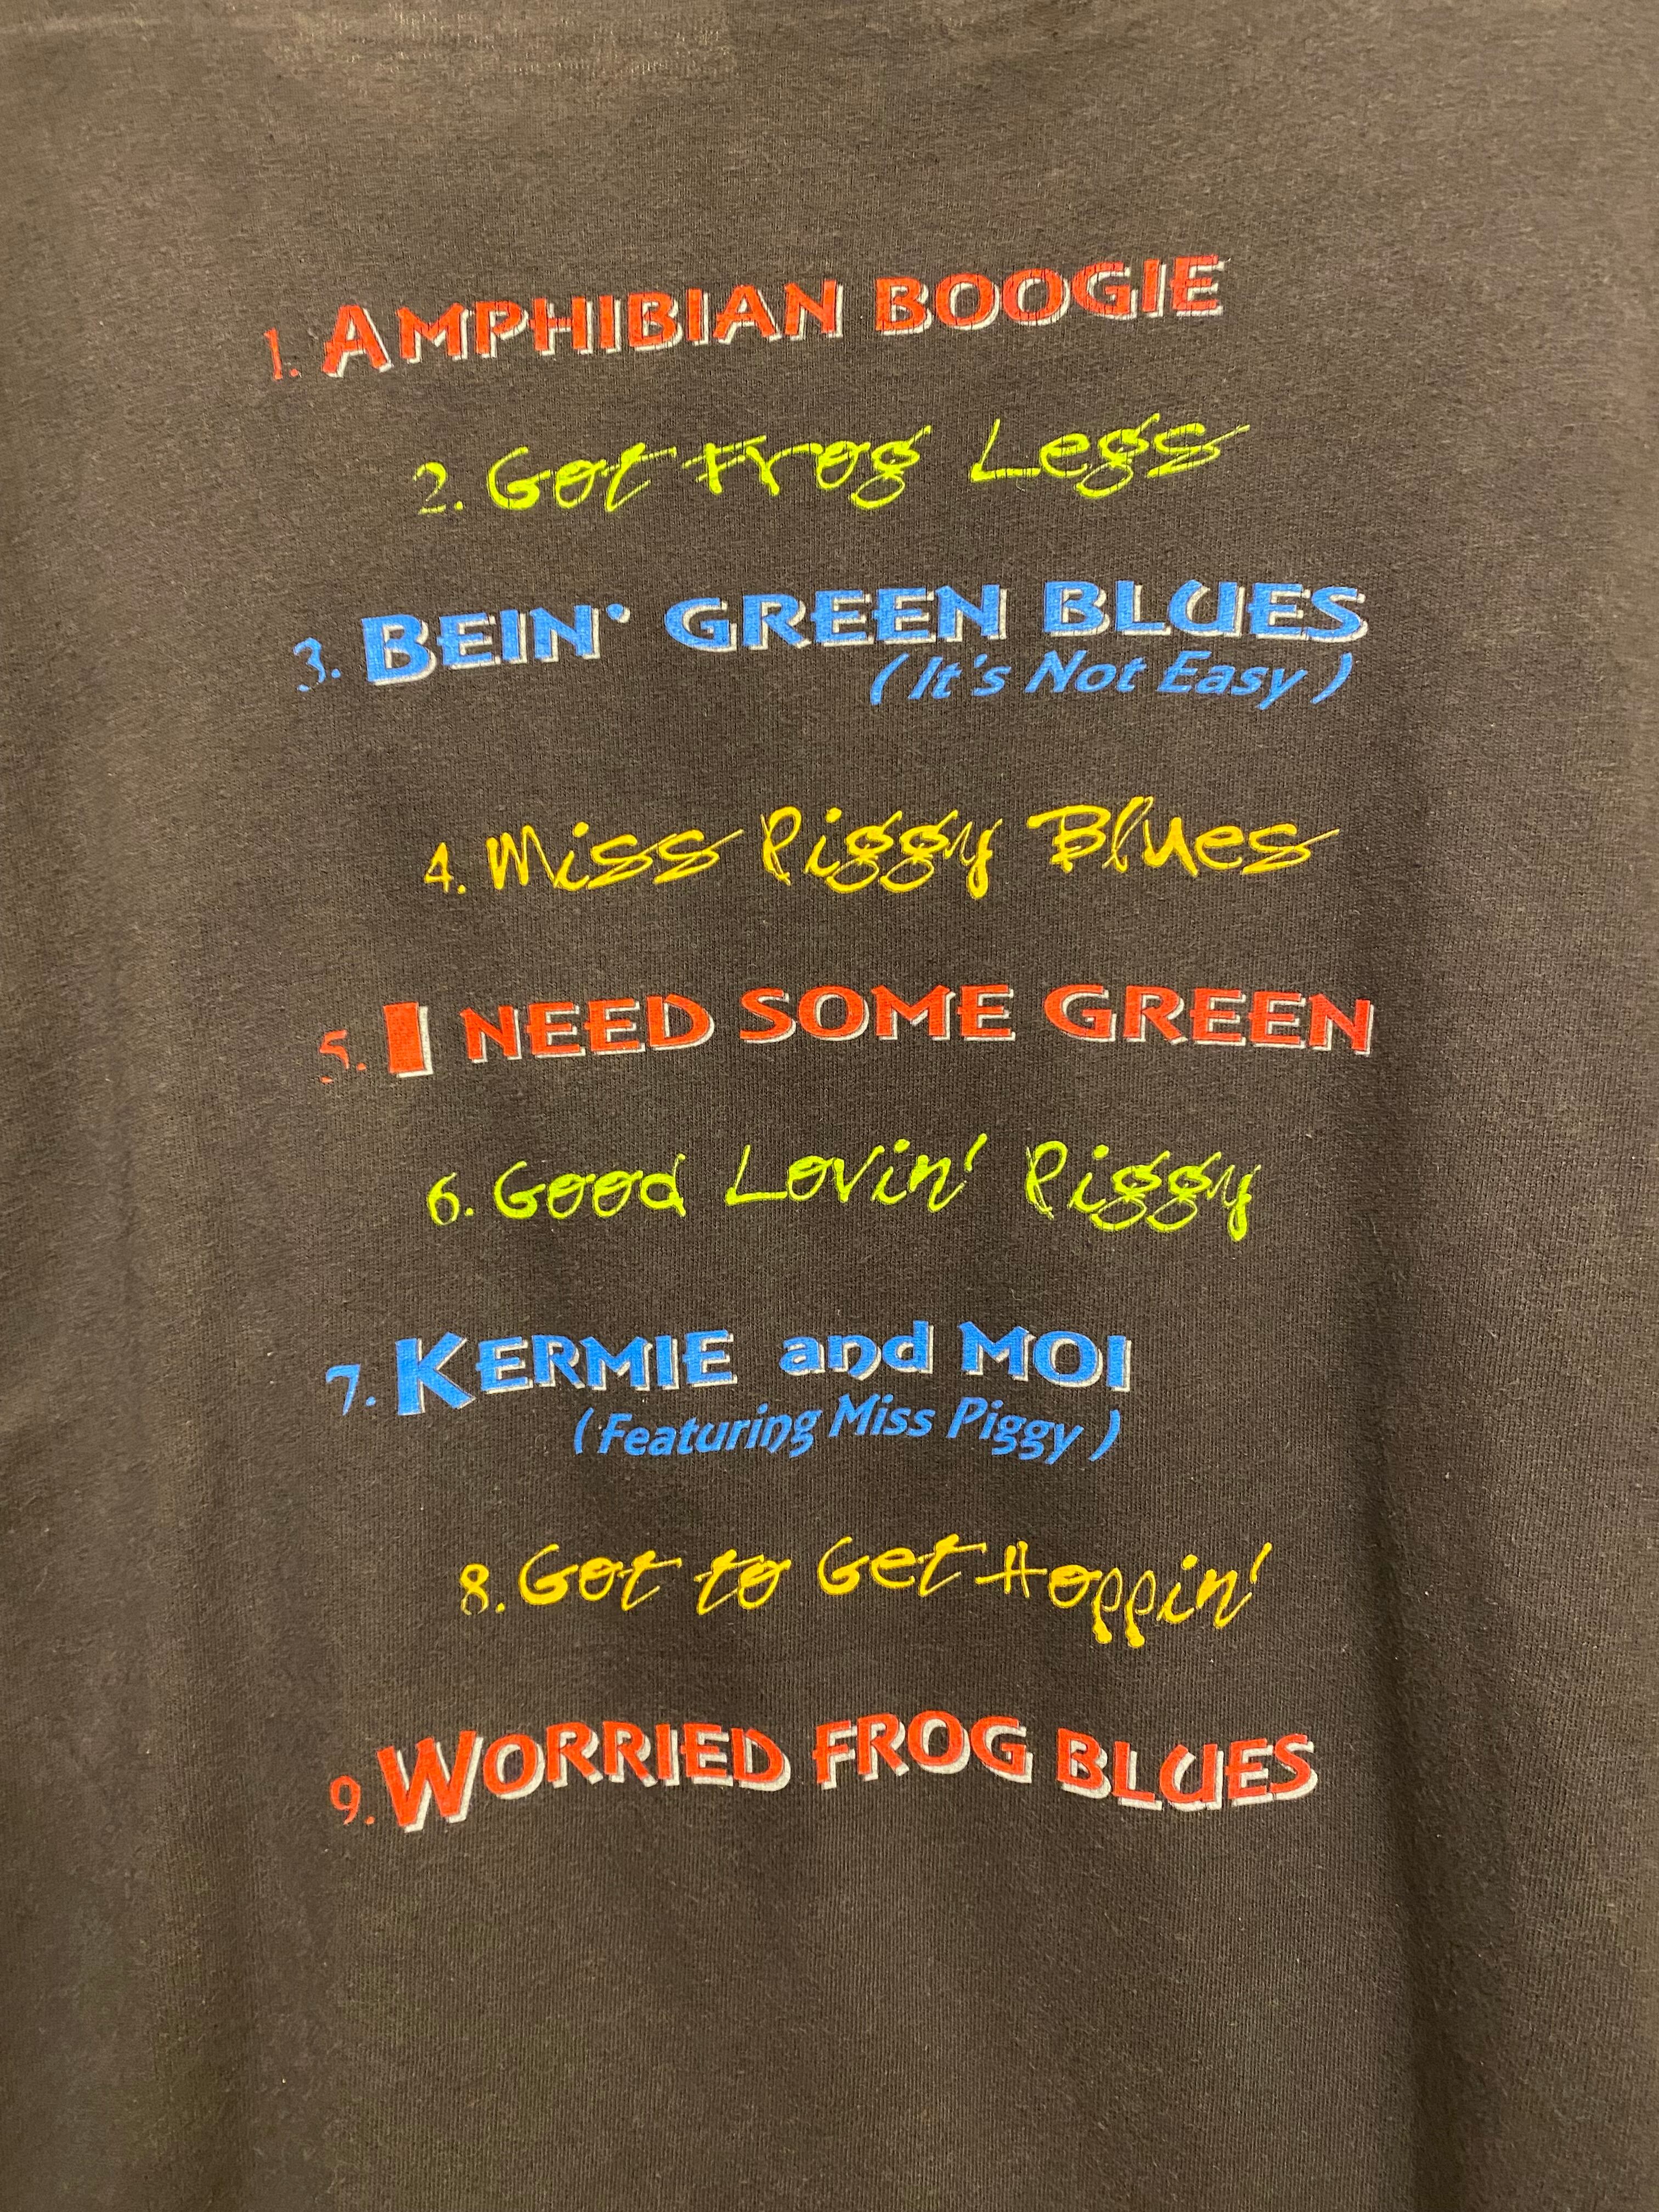 1. AMPHIBIAN BOOGIE
2. Got Frog Legs
3. BEIN' GREEN BLUES
(It's Not Easy)
4. Miss Piggy Blues
5. I NEED SOME GREEN
6. Good Lovin' Piggy
7. KERMIE and MOI
(Featuring Miss Piggy)
8. Got to Get Hoppin'
9. WORRIED FROG BLUES